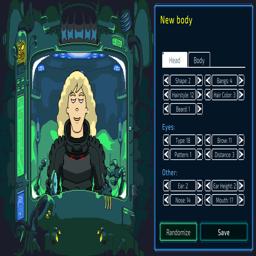 New body
Head Body
Shape 2 Bangs 4
Hairstyle 12 Hair Color 3
Beard 1
Eyes:
Type 18 Brow 11
Pattern 1 Distance 3
Other:
Ear 2 Ear Height 2
Nose 14 Mouth 17
Randomize Save